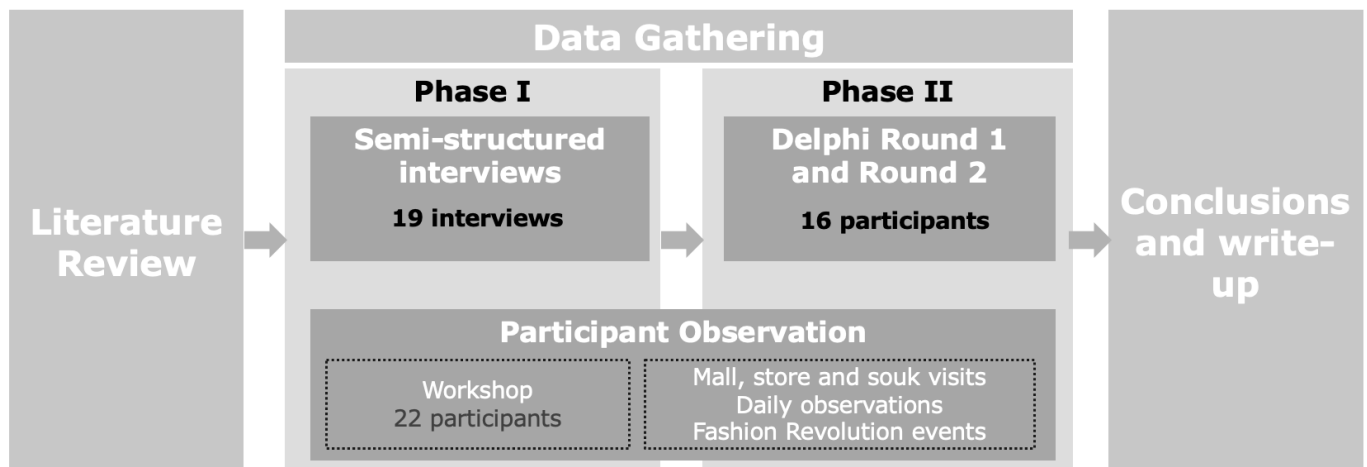 Literature
Review
Data Gathering
Phase I
Semi-structured
interviews
19 interviews
Phase II
Delphi Round 1
and Round 2
16 participants
Participant Observation
Workshop
22 participants
Mall, store and souk visits
Daily observations
Fashion Revolution events
Conclusions
and write-
up